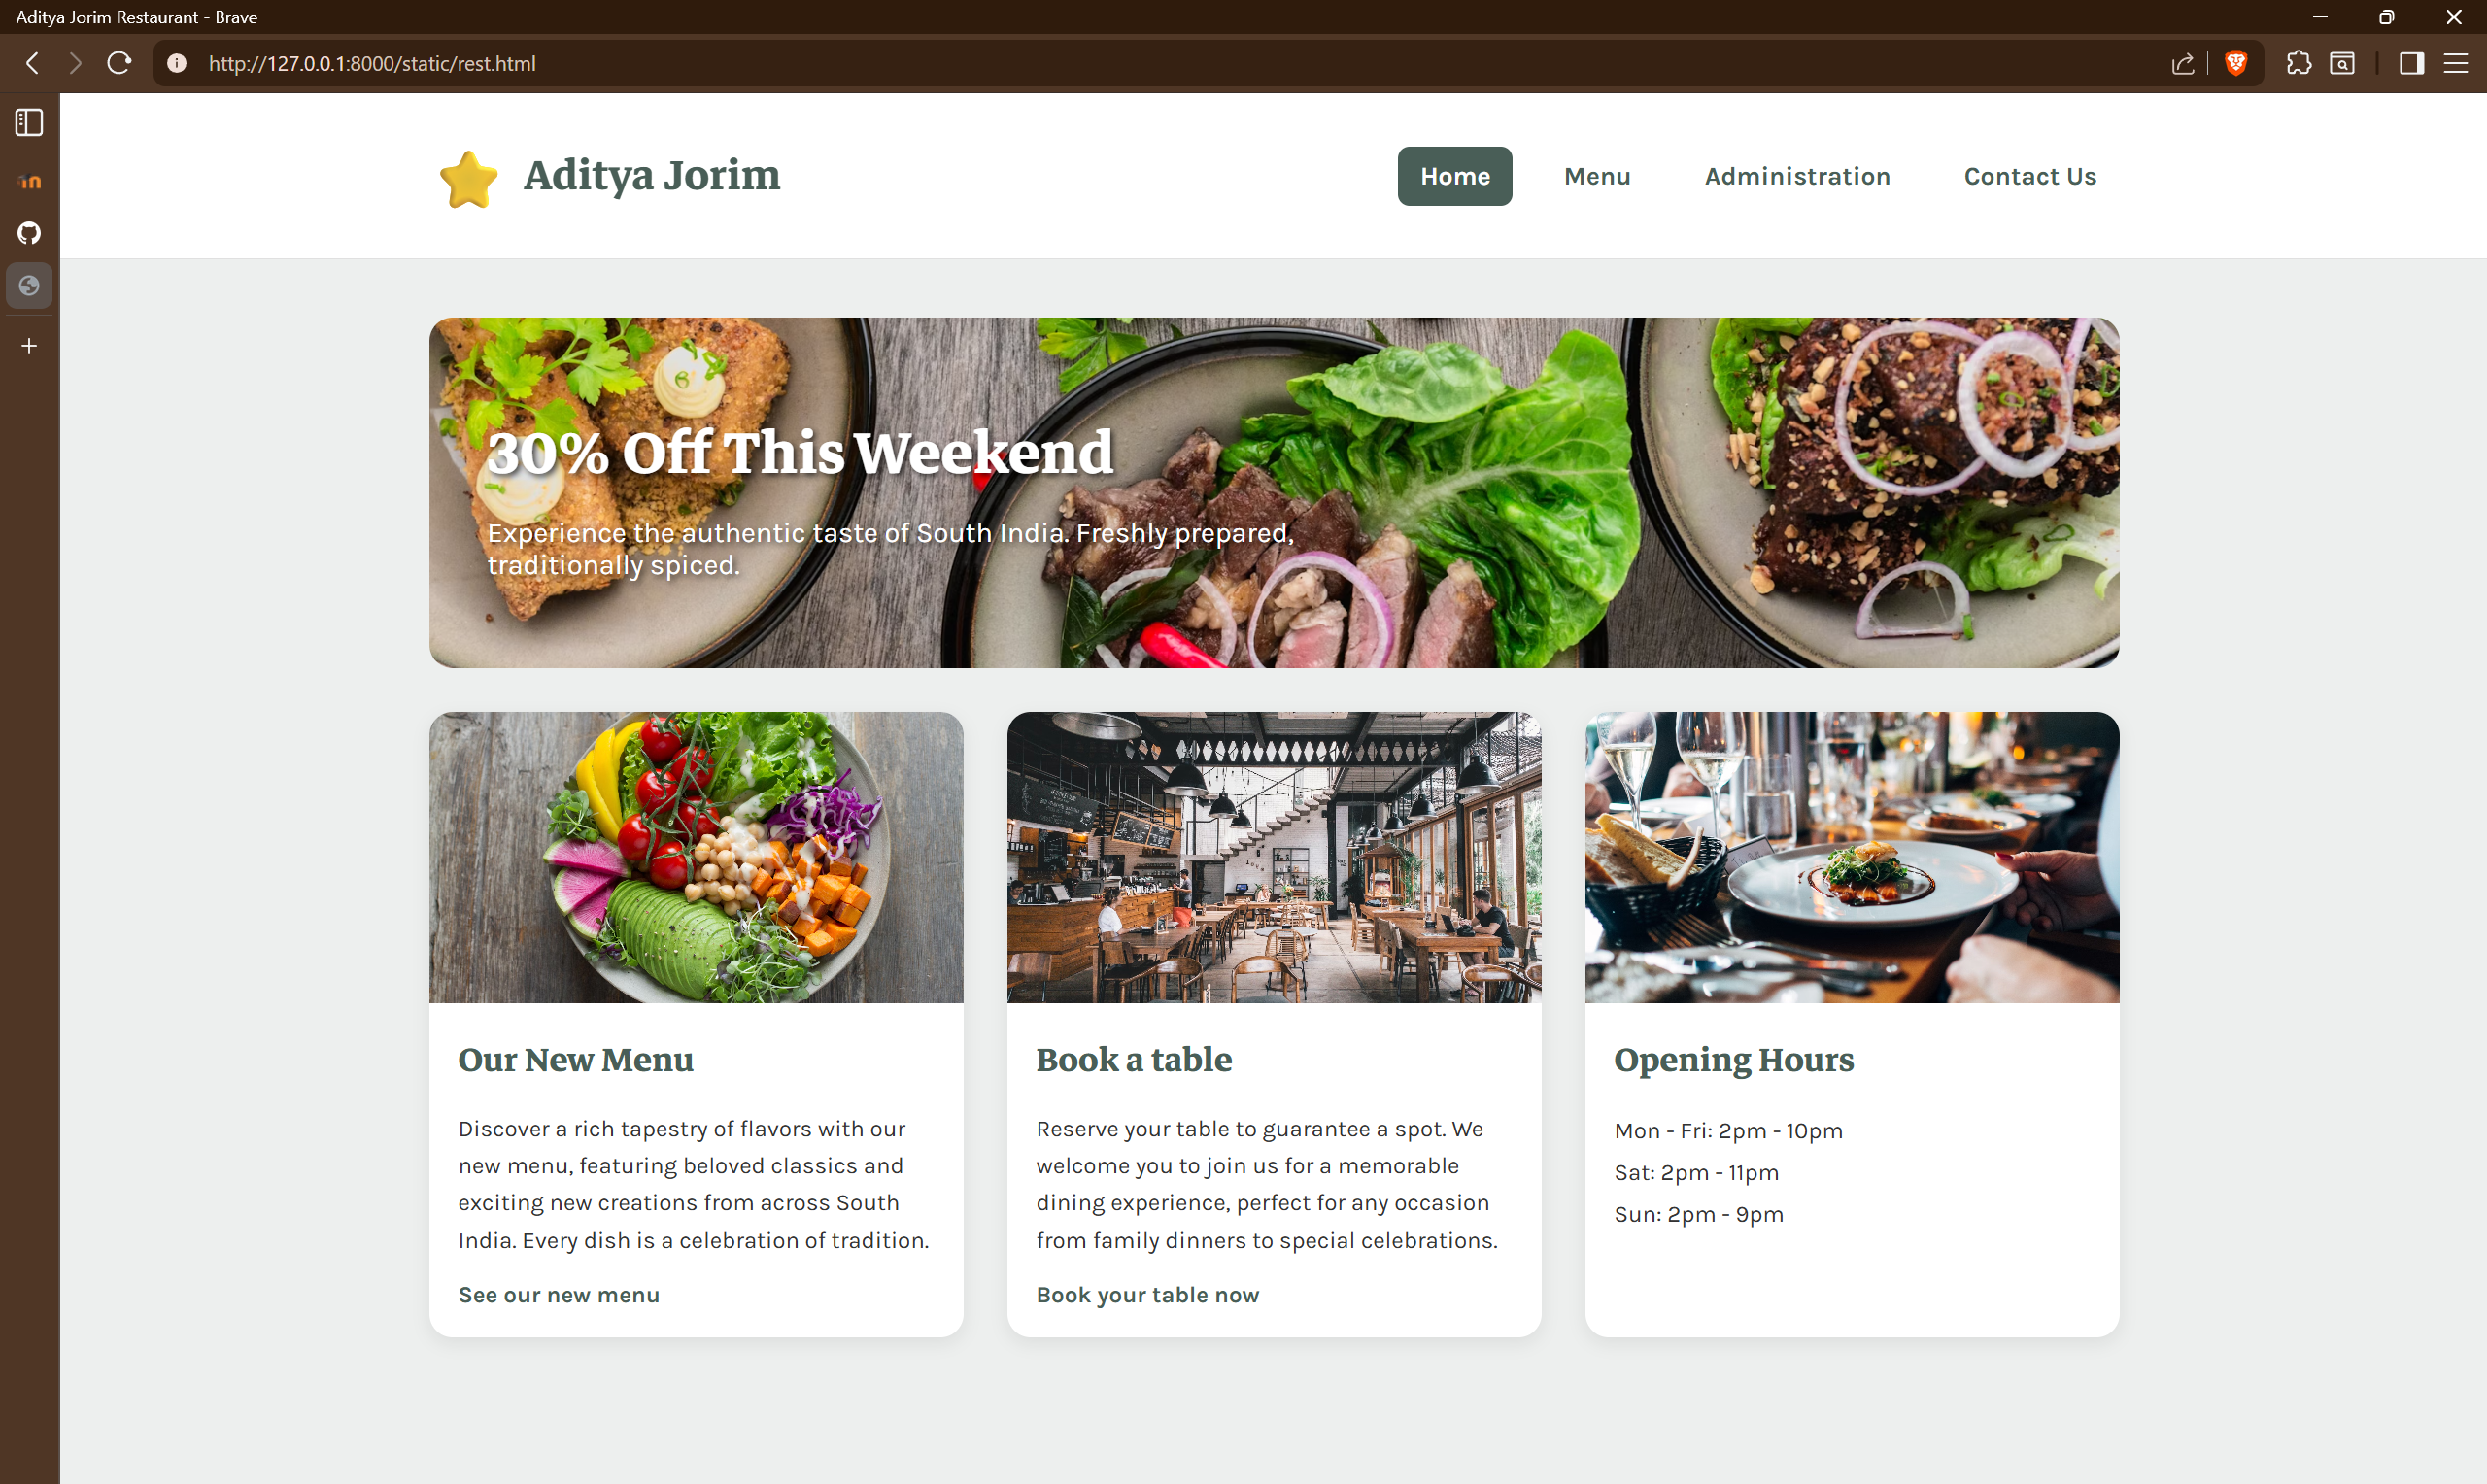 Aditya Jorim Restaurant - Brave
http://127.0.0.1:8000/static/rest.html
Aditya Jorim
Home
Menu
Administration
Contact Us
30% Off This Weekend
Experience the authentic taste of South India. Freshly prepared,
traditionally spiced.
Our New Menu
Discover a rich tapestry of flavors with our
new menu, featuring beloved classics and
exciting new creations from across South
India. Every dish is a celebration of tradition.
See our new menu
Book a table
Reserve your table to guarantee a spot. We
welcome you to join us for a memorable
dining experience, perfect for any occasion
from family dinners to special celebrations.
Book your table now
Opening Hours
Mon - Fri: 2pm - 10pm
Sat: 2pm - 11pm
Sun: 2pm - 9pm